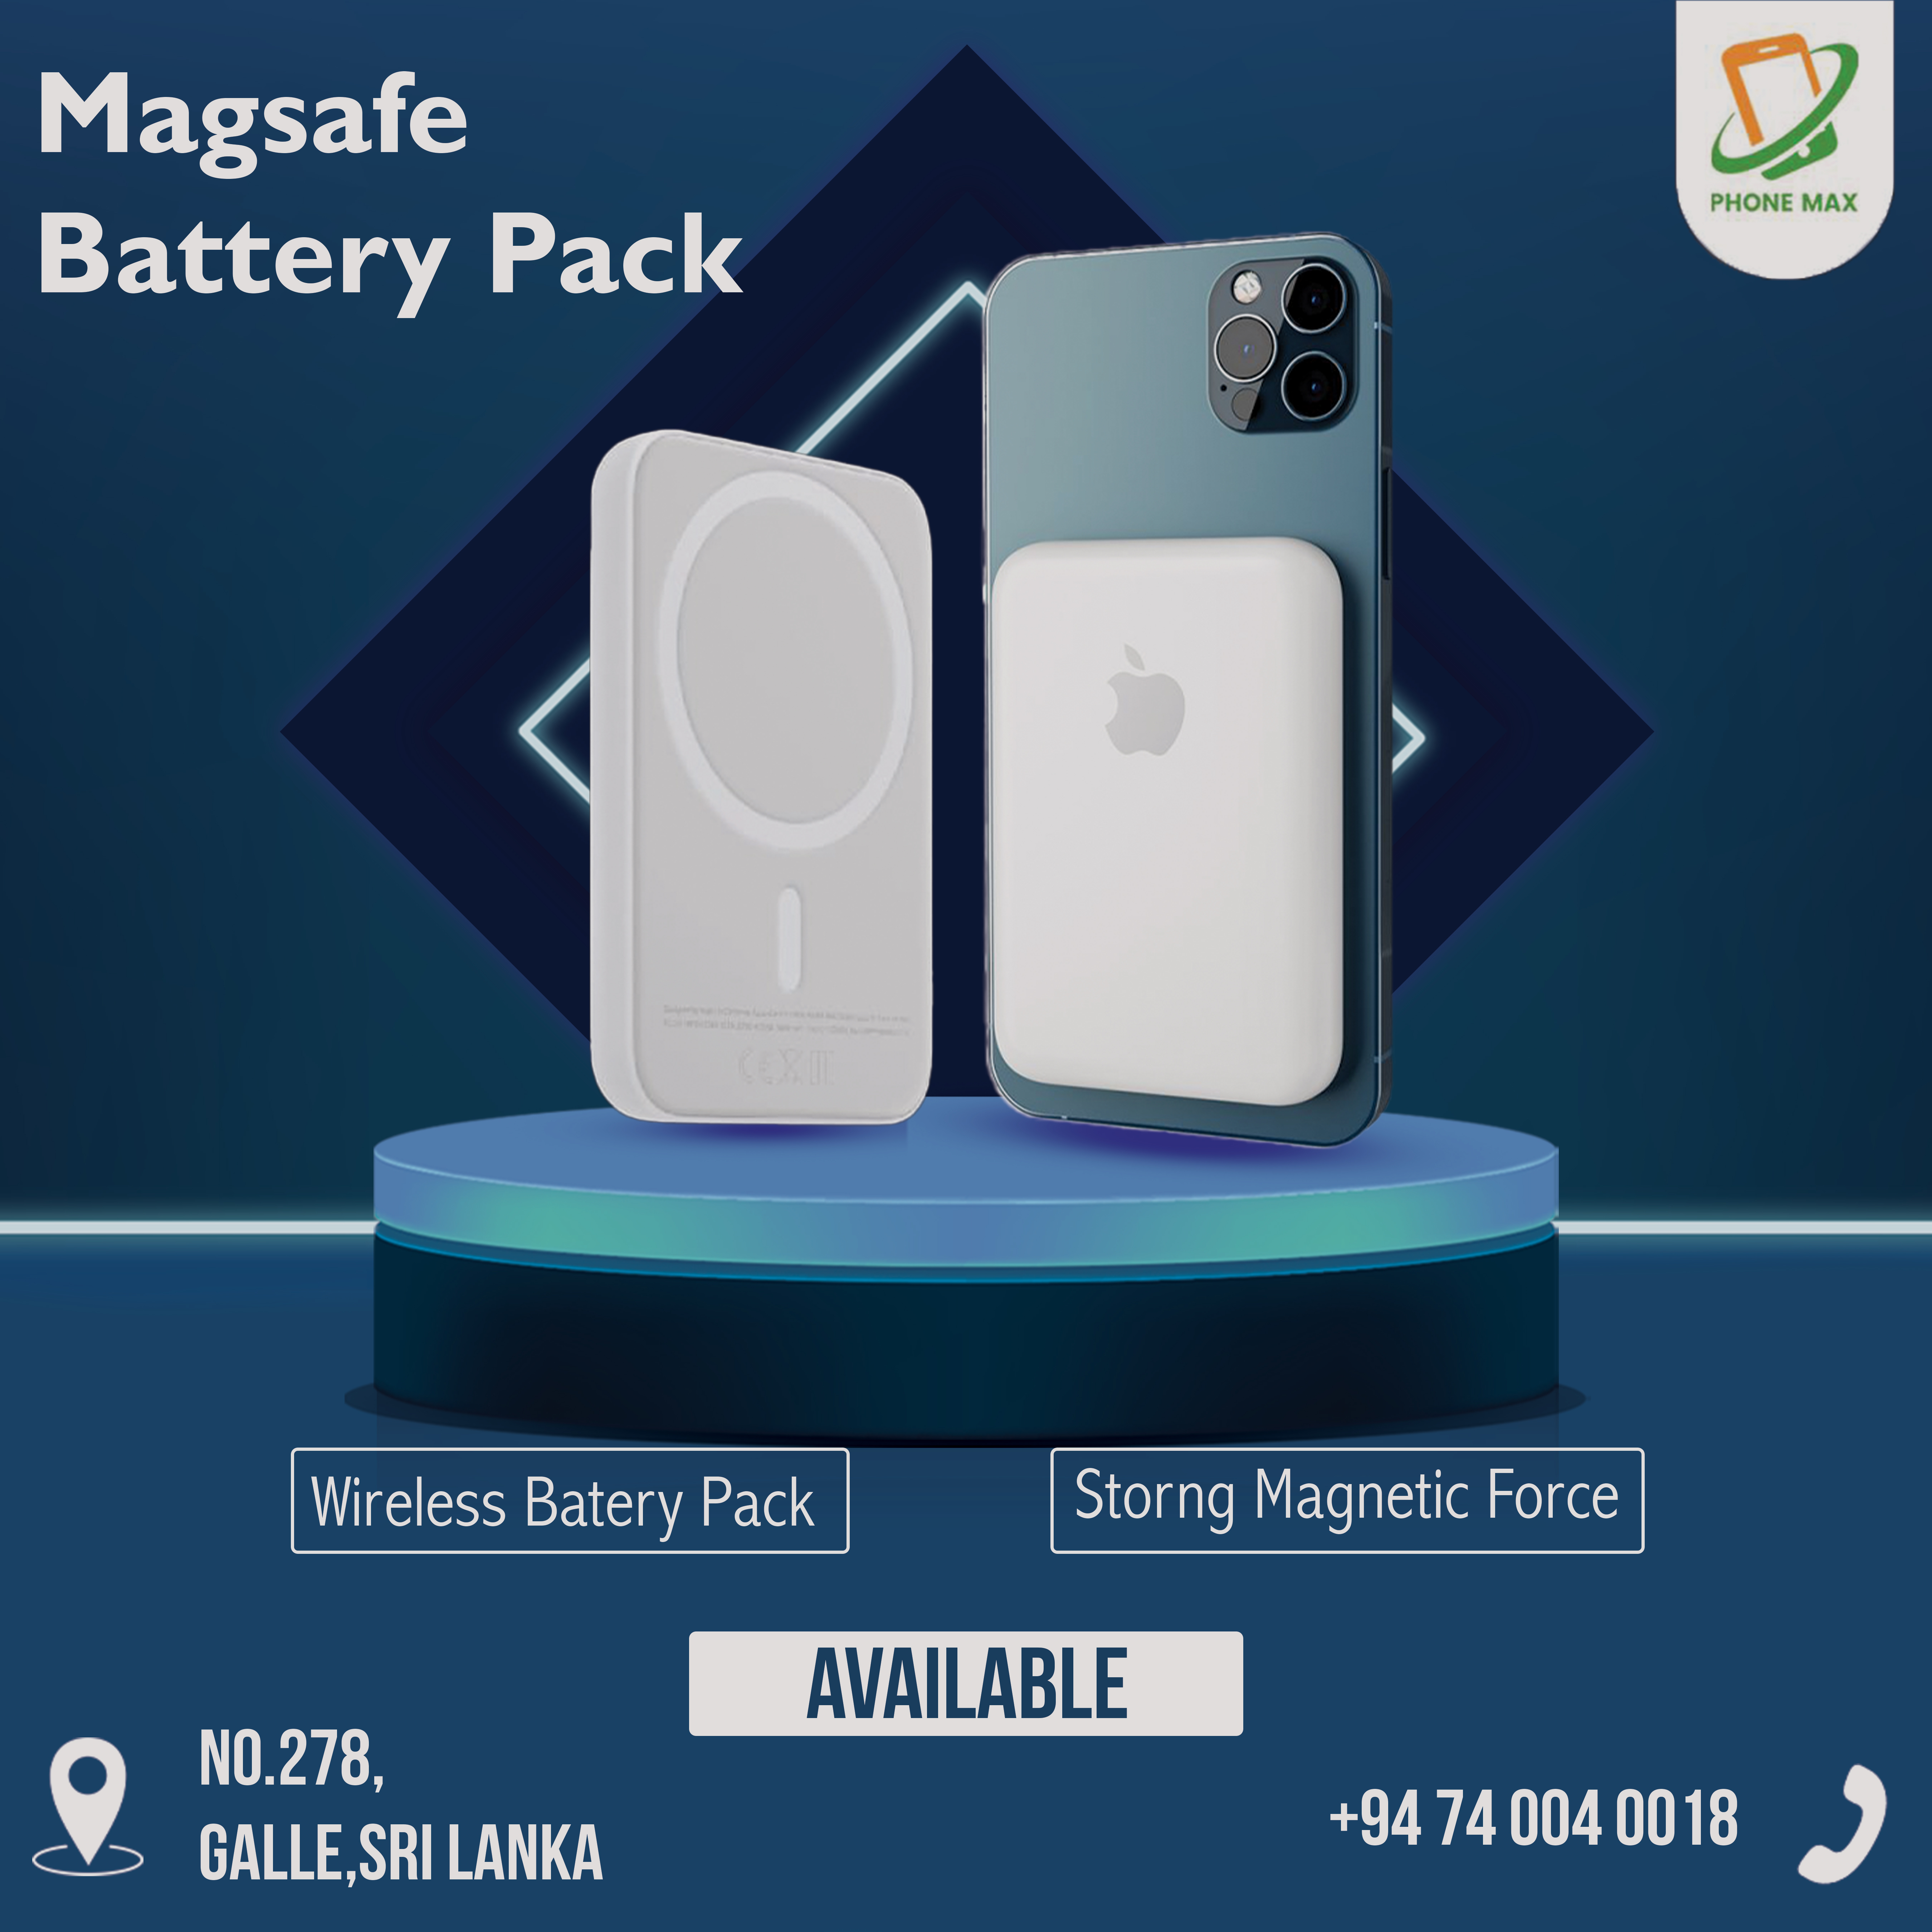 Magsafe
Battery Pack
PHONE MAX
Wireless Batery Pack
Storng Magnetic Force
AVAILABLE
NO.278,
GALLE,SRI LANKA
+94 74 004 0018